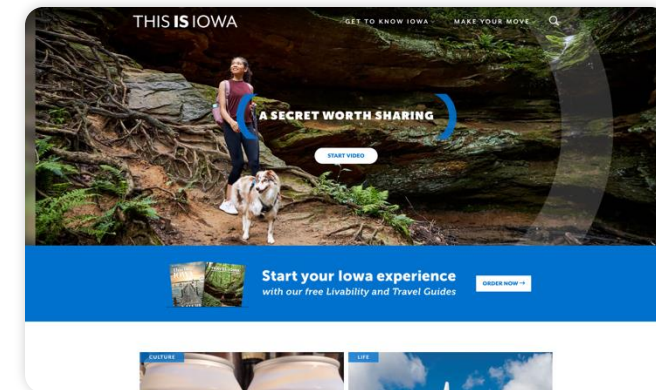 THIS IS IOWA
GET TO KNOW IOWA
MAKE YOUR MOVE
A SECRET WORTH SHARING
START VIDEO
Start your Iowa experience
with our free Livability and Travel Guides
ORDER NOW →
CULTURE
LIFE